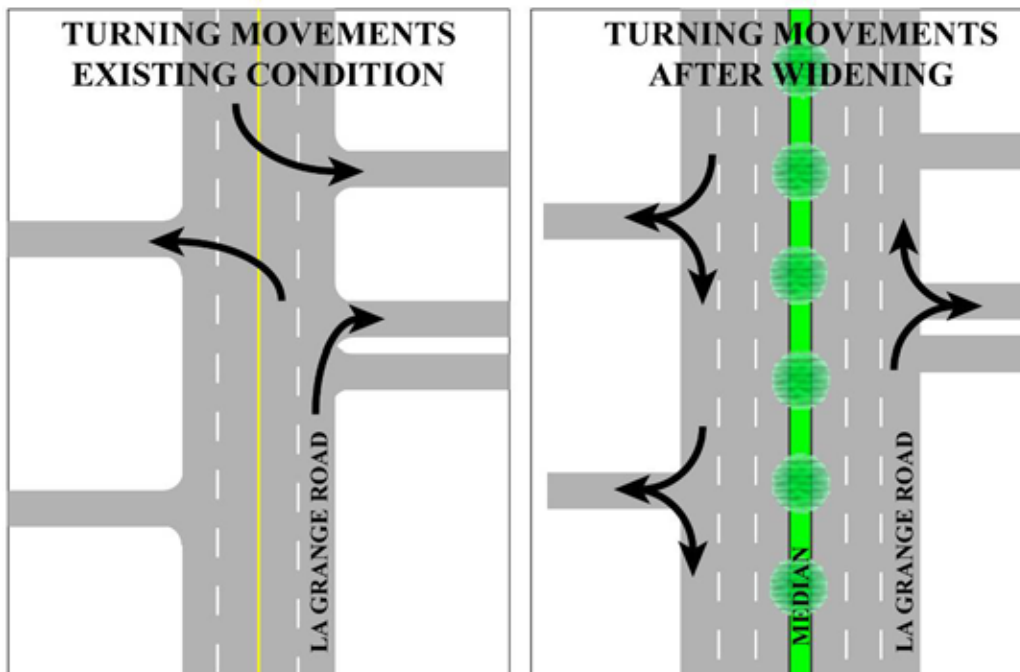 TURNING MOVEMENTS
EXISTING CONDITION
LA GRANGE ROAD
TURNING MOVEMENTS
AFTER WIDENING
MEDIAN
LA GRANGE ROAD